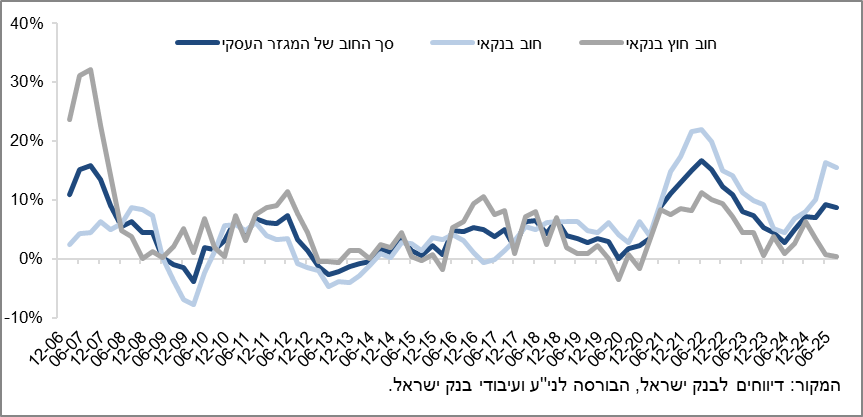 40%
סך החוב של המגזר העסקי חוב בנקאי חוב חוץ בנקאי
30%
20%
10%
0%
-10%
12-06 06-07 12-07 06-08 12-08 06-09 12-09 06-10 12-10 06-11 12-11 06-12 12-12 06-13 12-13 06-14 12-14 06-15 12-15 06-16 12-16 06-17 12-17 06-18 12-18 06-19 12-19 06-20 12-20 06-21 12-21 06-22 12-22 06-23 12-23 06-24 12-24 06-25
המקור: דיווחים לבנק ישראל, הבורסה לני"ע ועיבודי בנק ישראל.